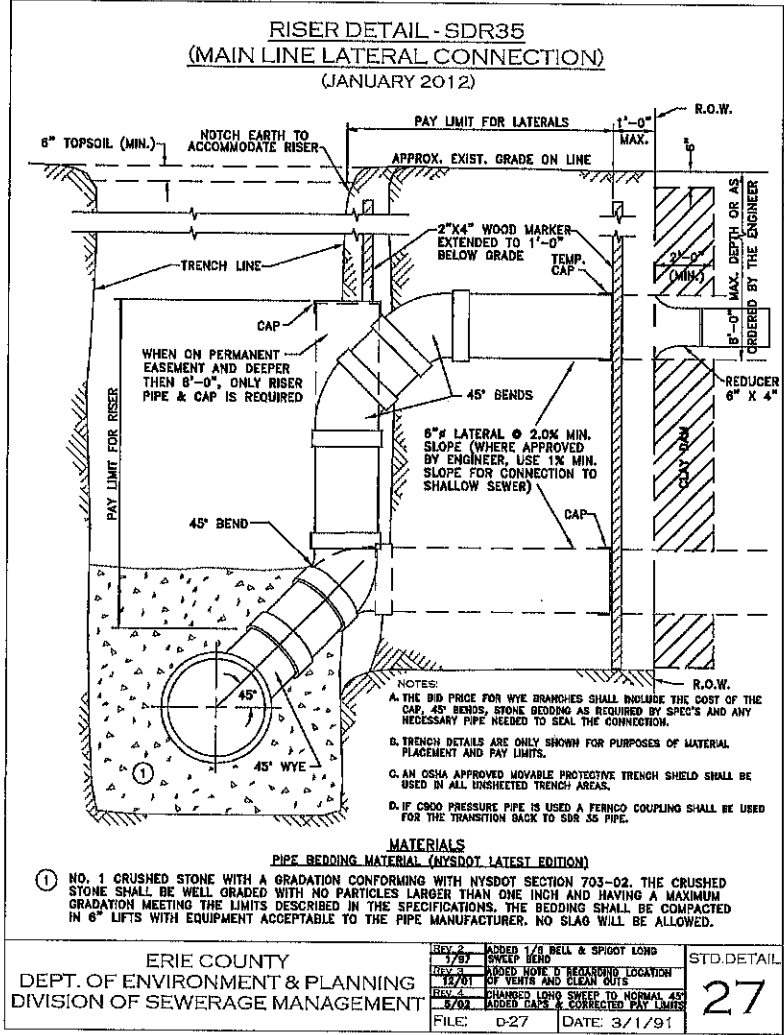 RISER DETAIL - SDR35
(MAIN LINE LATERAL CONNECTION)
(JANUARY 2012)
R.O.W.
PAY LIMIT FOR LATERALS
1'-0"
MAX.
6" TOPSOIL (MIN.)
NOTCH EARTH TO
ACCOMMODATE RISER
6"
APPROX. EXIST. GRADE ON LINE
2"X4" WOOD MARKER
EXTENDED TO 1'-0"
BELOW GRADE
TRENCH LINE
TEMP.
CAP
2'-0"
(MIN.)
8'-0" MAX. DEPTH OR AS
ORDERED BY THE ENGINEER
CAP
WHEN ON PERMANENT
EASEMENT AND DEEPER
THEN 8'-0", ONLY RISER
PIPE & CAP IS REQUIRED
45° BENDS
REDUCER
6" X 4"
PAY LIMIT FOR RISER
6"ø LATERAL @ 2.0% MIN.
SLOPE (WHERE APPROVED
BY ENGINEER, USE 1% MIN.
SLOPE FOR CONNECTION TO
SHALLOW SEWER)
CLAY DAM
45° BEND
CAP
45°
45° WYE
1
R.O.W.
NOTES:
A. THE BID PRICE FOR WYE BRANCHES SHALL INCLUDE THE COST OF THE
CAP, 45° BENDS, STONE BEDDING AS REQUIRED BY SPEC'S AND ANY
NECESSARY PIPE NEEDED TO SEAL THE CONNECTION.
B. TRENCH DETAILS ARE ONLY SHOWN FOR PURPOSES OF MATERIAL
PLACEMENT AND PAY LIMITS.
C. AN OSHA APPROVED MOVABLE PROTECTIVE TRENCH SHIELD SHALL BE
USED IN ALL UNSHEETED TRENCH AREAS.
D. IF C900 PRESSURE PIPE IS USED A FERNCO COUPLING SHALL BE USED
FOR THE TRANSITION BACK TO SDR 35 PIPE.
MATERIALS
PIPE BEDDING MATERIAL (NYSDOT LATEST EDITION)
1 NO. 1 CRUSHED STONE WITH A GRADATION CONFORMING WITH NYSDOT SECTION 703-02. THE CRUSHED
STONE SHALL BE WELL GRADED WITH NO PARTICLES LARGER THAN ONE INCH AND HAVING A MAXIMUM
GRADATION MEETING THE LIMITS DESCRIBED IN THE SPECIFICATIONS. THE BEDDING SHALL BE COMPACTED
IN 6" LIFTS WITH EQUIPMENT ACCEPTABLE TO THE PIPE MANUFACTURER. NO SLAG WILL BE ALLOWED.
ERIE COUNTY
DEPT. OF ENVIRONMENT & PLANNING
DIVISION OF SEWERAGE MANAGEMENT
REV. 2 ADDED 1/8 BELL & SPIGOT LONG
1/97 SWEEP BEND
REV. 3 ADDED NOTE D REGARDING LOCATION
12/01 OF VENTS AND CLEAN OUTS
REV. 4 CHANGED LONG SWEEP TO NORMAL 45°
5/02 ADDED CAPS & CORRECTED PAY LIMITS
FILE: D-27 DATE: 3/1/91
STD.DETAIL
27